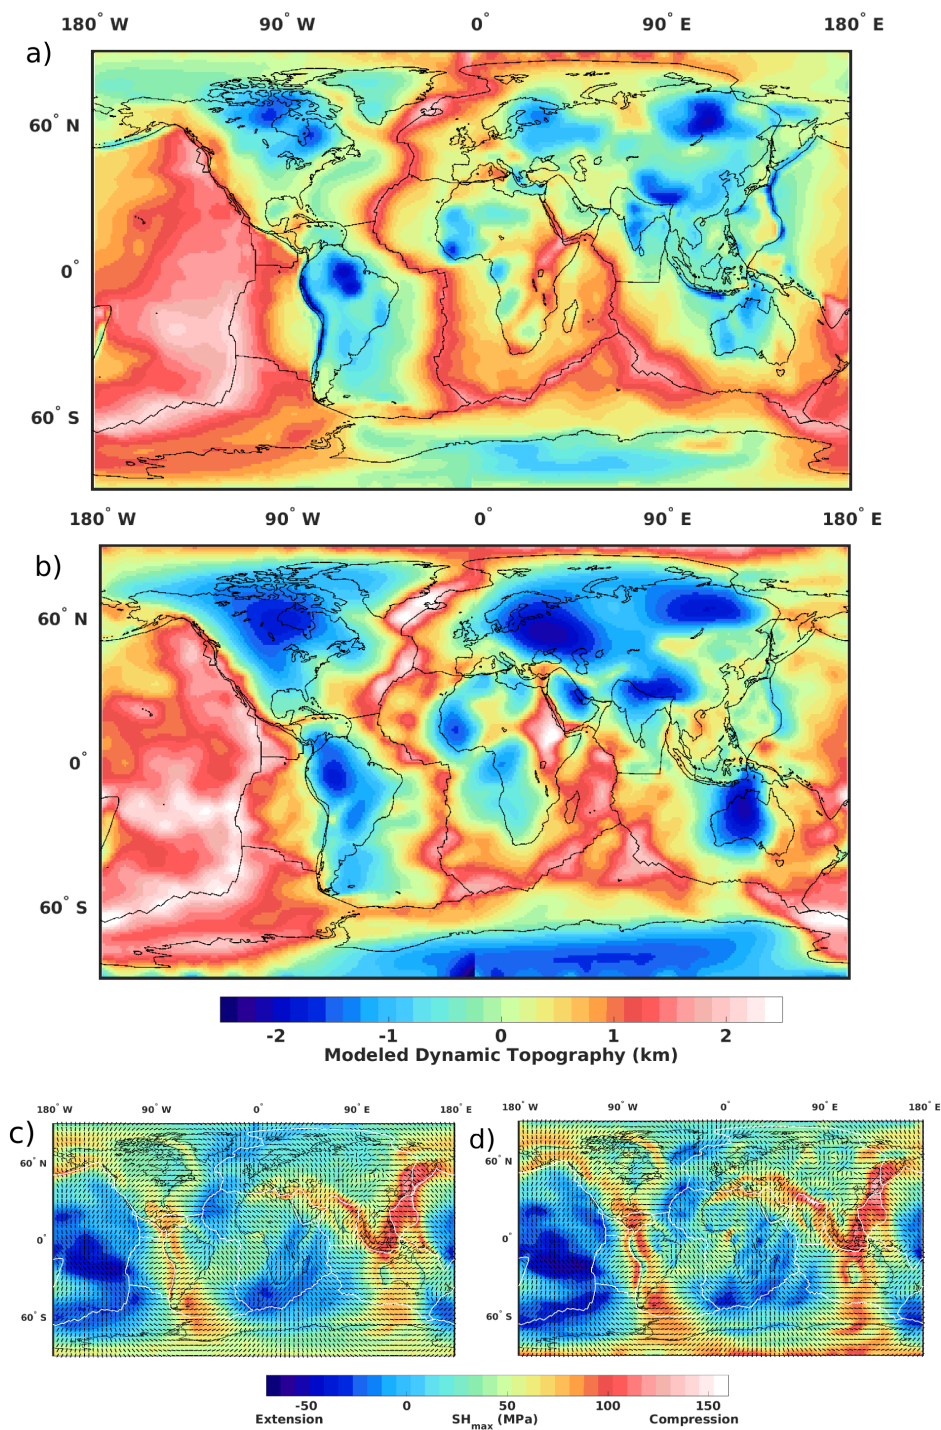 180° W 90° W 0° 90° E 180° E
a)
60° N
0°
60° S
180° W 90° W 0° 90° E 180° E
b)
60° N
0°
60° S
-2 -1 0 1 2
Modeled Dynamic Topography (km)
180° W 90° W 0° 90° E 180° E
c)
60° N
0°
60° S
180° W 90° W 0° 90° E 180° E
d)
60° N
0°
60° S
-50 0 50 100 150
Extension SHmax (MPa) Compression